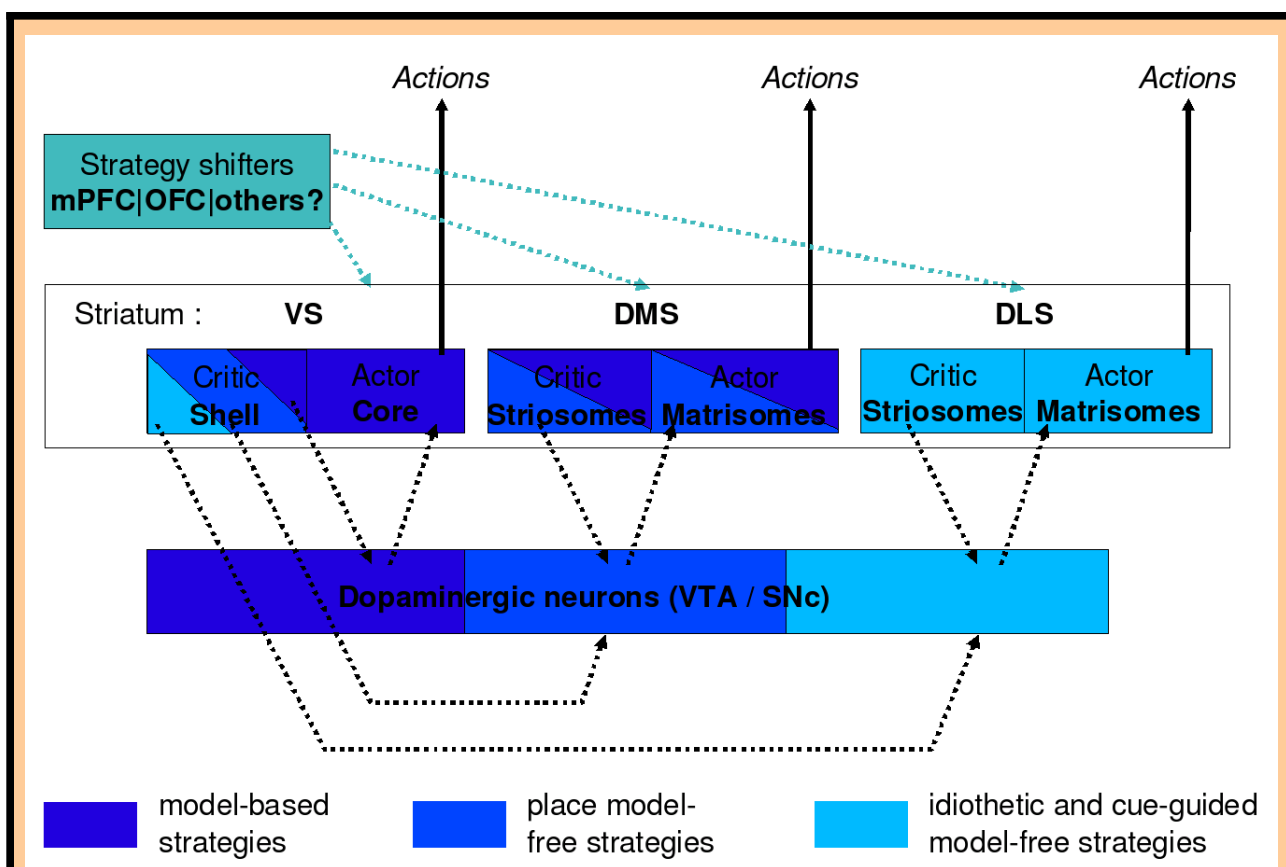 Actions Actions Actions
Strategy shifters
mPFC|OFC|others?
Striatum : VS DMS DLS
Critic Actor Critic Actor Critic Actor
Shell Core Striosomes Matrisomes Striosomes Matrisomes
Dopaminergic neurons (VTA / SNc)
model-based
strategies
place model-
free strategies
idiothetic and cue-guided
model-free strategies